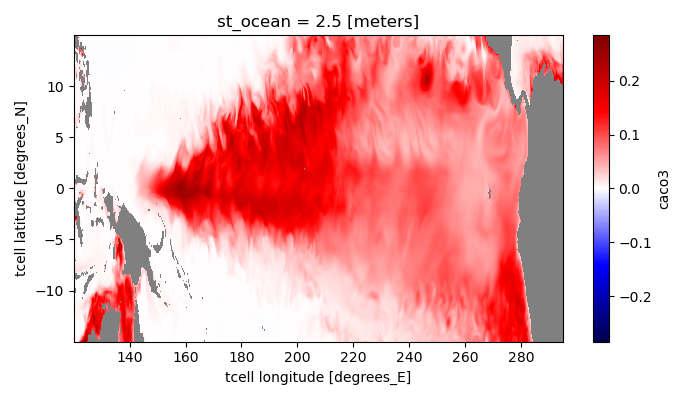 st_ocean = 2.5 [meters]
10
5
0
−5
−10
tcell latitude [degrees_N]
140 160 180 200 220 240 260 280
tcell longitude [degrees_E]
0.2
0.1
0.0
−0.1
−0.2
caco3